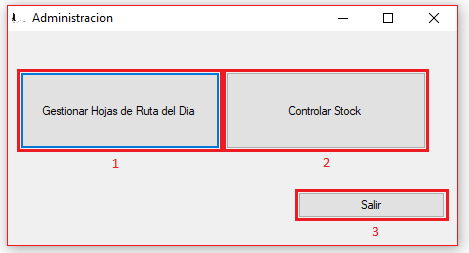 Administracion
Gestionar Hojas de Ruta del Dia
Controlar Stock
1
2
Salir
3